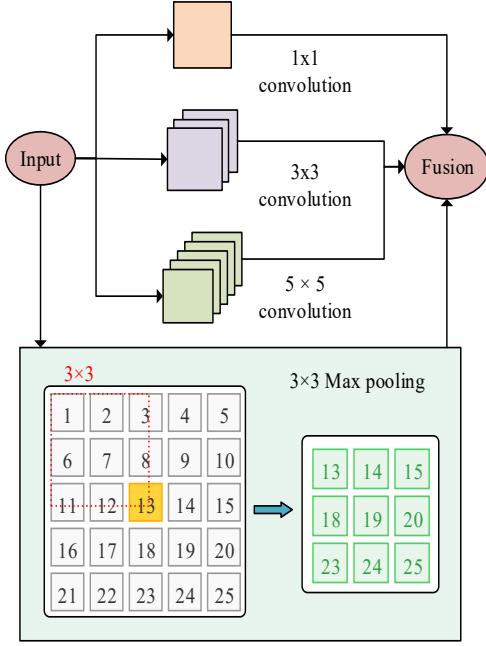 1x1
convolution
Input
3x3
convolution
Fusion
5 × 5
convolution
3×3
3×3 Max pooling
1 2 3 4 5
6 7 8 9 10
11 12 13 14 15
16 17 18 19 20
21 22 23 24 25
13 14 15
18 19 20
23 24 25